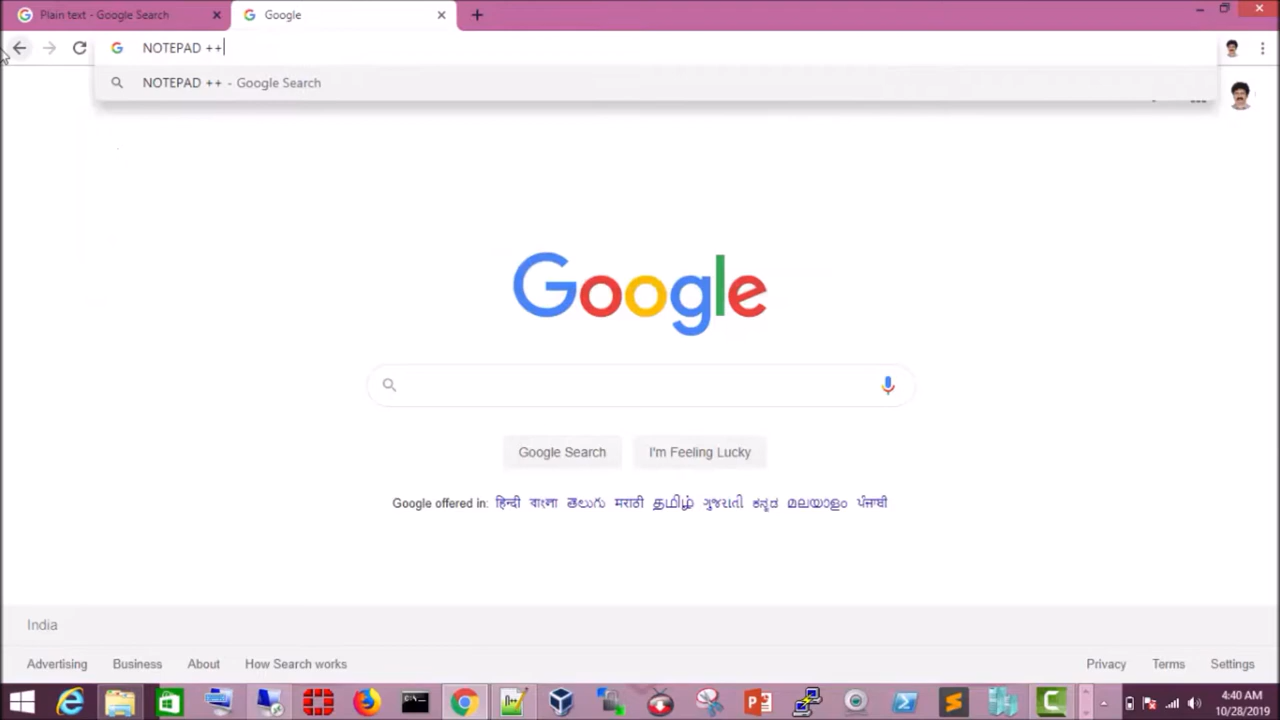 Plain text - Google Search
Google
NOTEPAD ++
NOTEPAD ++ - Google Search
Google
Google Search
I'm Feeling Lucky
Google offered in: हिन्दी বাংলা తెలుగు मराठी தமிழ் ગુજરાતી ಕನ್ನಡ മലയാളം ਪੰਜਾਬੀ
India
Advertising Business About How Search works Privacy Terms Settings
4:40 AM
10/28/2019